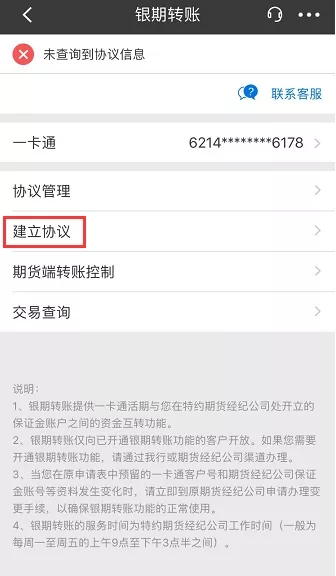 银期转账
未查询到协议信息
联系客服
一卡通 6214********6178
协议管理
建立协议
期货端转账控制
交易查询
说明：
1、银期转账提供一卡通活期与您在特约期货经纪公司处开立的
保证金账户之间的资金互转功能。
2、银期转账仅向已开通银期转账功能的客户开放。如果您需要
开通银期转账功能，请通过我行或期货经纪公司渠道办理。
3、当您在原申请表中预留的一卡通客户号和期货经纪公司保证
金账号等资料发生变化时，请立即到原期货经纪公司申请办理变
更手续，以确保银期转账功能的正常使用。
4、银期转账的服务时间为特约期货经纪公司工作时间（一般为
每周一至周五的上午9点至下午3点半之间）。